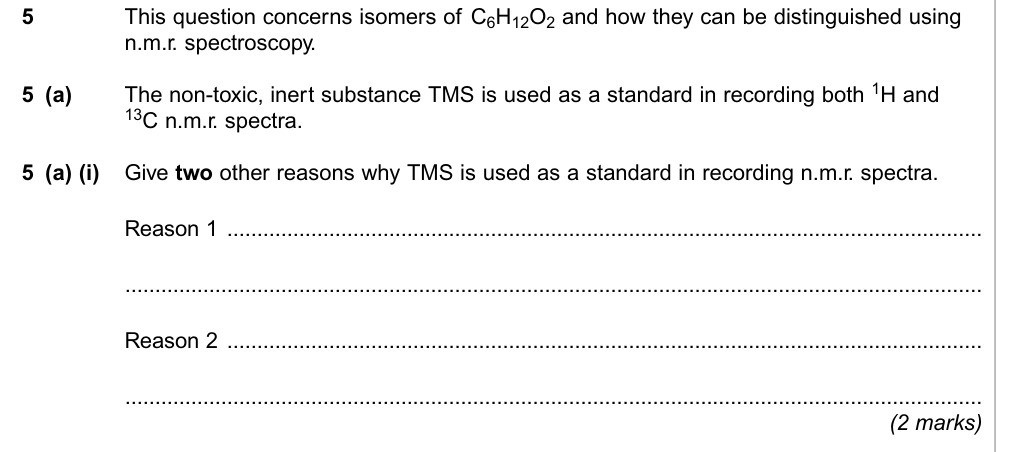 5 This question concerns isomers of C₆H₁₂O₂ and how they can be distinguished using
n.m.r. spectroscopy.
5 (a) The non-toxic, inert substance TMS is used as a standard in recording both ¹H and
¹³C n.m.r. spectra.
5 (a) (i) Give two other reasons why TMS is used as a standard in recording n.m.r. spectra.
Reason 1 ..............................................................................................................................
..............................................................................................................................................
Reason 2 ..............................................................................................................................
..............................................................................................................................................
(2 marks)